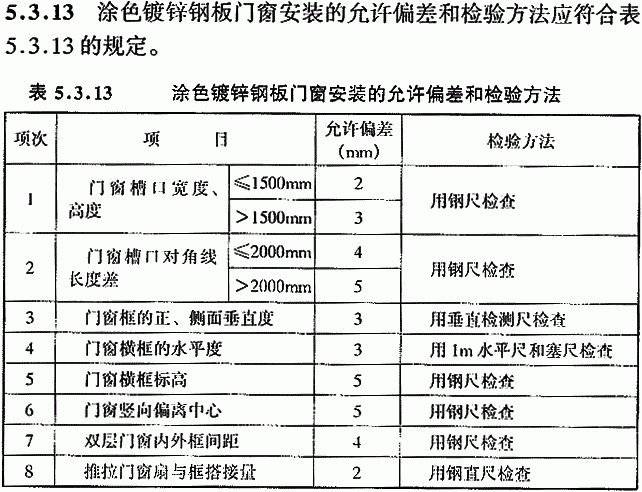 5.3.13 涂色镀锌钢板门窗安装的允许偏差和检验方法应符合表
5.3.13的规定。
表 5.3.13 涂色镀锌钢板门窗安装的允许偏差和检验方法
项次 项 目 允许偏差(mm) 检验方法
1 门窗槽口宽度、高度 ≤1500mm 2 用钢尺检查
>1500mm 3
2 门窗槽口对角线长度差 ≤2000mm 4 用钢尺检查
>2000mm 5
3 门窗框的正、侧面垂直度 3 用垂直检测尺检查
4 门窗横框的水平度 3 用1m水平尺和塞尺检查
5 门窗横框标高 5 用钢尺检查
6 门窗竖向偏离中心 5 用钢尺检查
7 双层门窗内外框间距 4 用钢尺检查
8 推拉门窗扇与框搭接量 2 用钢直尺检查